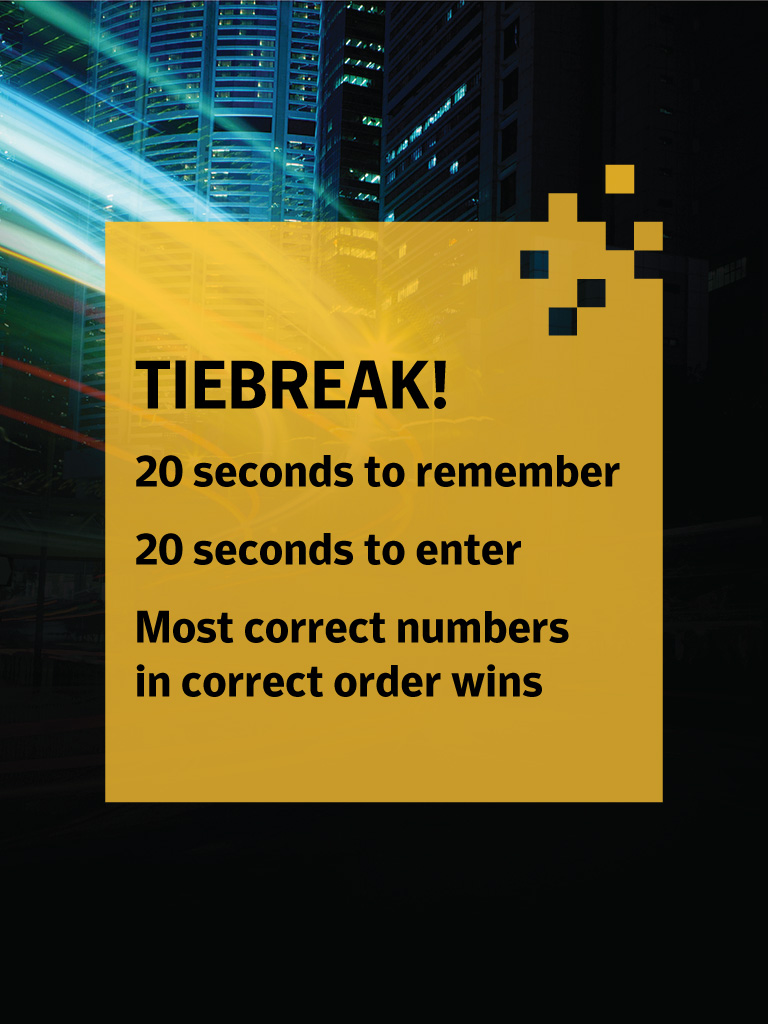 TIEBREAK!
20 seconds to remember
20 seconds to enter
Most correct numbers
in correct order wins